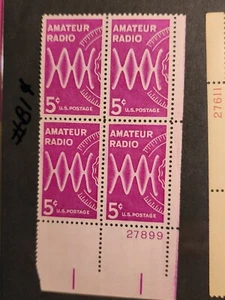 AMATEUR
RADIO
5¢
U.S. POSTAGE
AMATEUR
RADIO
5¢
U.S. POSTAGE
AMATEUR
RADIO
5¢
U.S. POSTAGE
AMATEUR
RADIO
5¢
U.S. POSTAGE
27899
27611